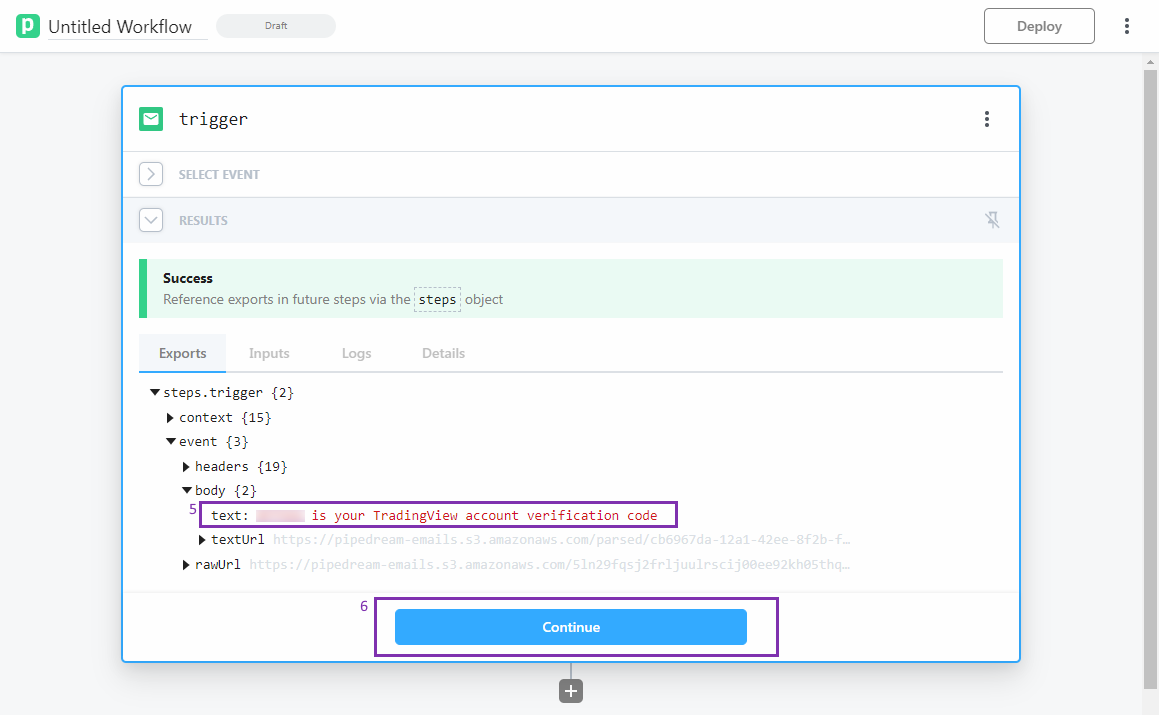 p Untitled Workflow Draft Deploy
trigger
SELECT EVENT
RESULTS
Success
Reference exports in future steps via the steps object
Exports Inputs Logs Details
steps.trigger {2}
context {15}
event {3}
headers {19}
body {2}
5 text: is your TradingView account verification code
textUrl https://pipedream-emails.s3.amazonaws.com/parsed/cb6967da-12a1-42ee-8f2b-f…
rawUrl https://pipedream-emails.s3.amazonaws.com/5ln29fqsj2frljuulrscij00ee92kh05thq…
6 Continue